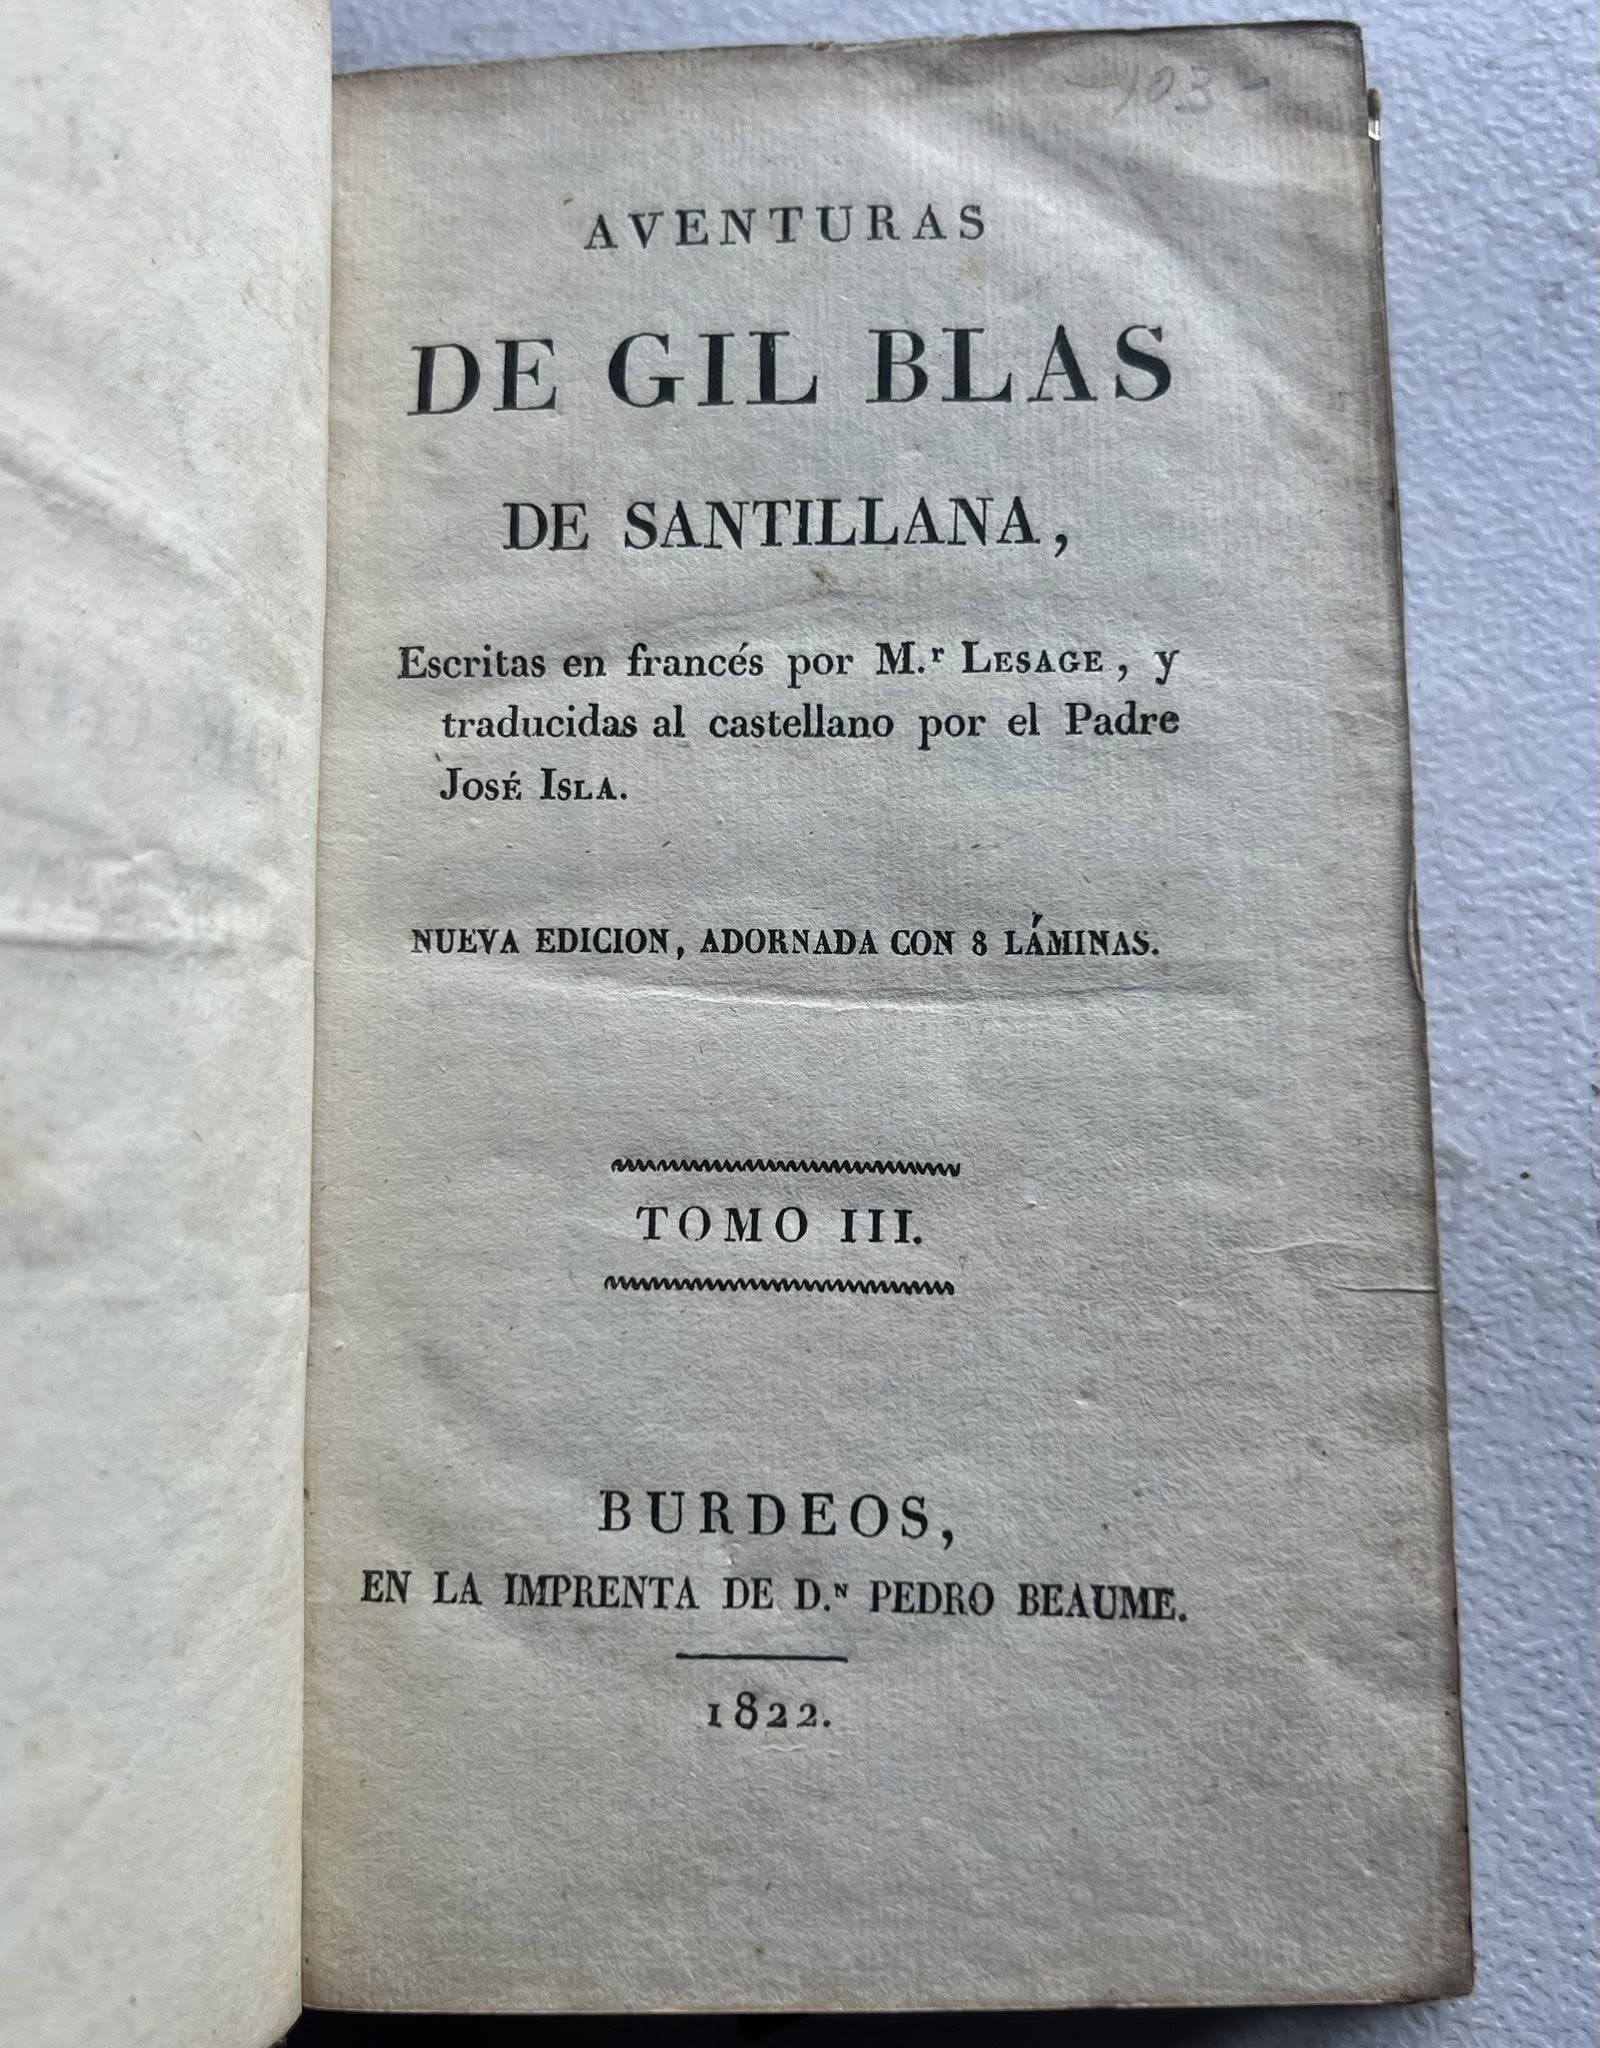 -103-
AVENTURAS
DE GIL BLAS
DE SANTILLANA,
Escritas en francés por M.r LESAGE, y
traducidas al castellano por el Padre
JOSÉ ISLA.
NUEVA EDICION, ADORNADA CON 8 LÁMINAS.
TOMO III.
BURDEOS,
EN LA IMPRENTA DE D.N PEDRO BEAUME.
1822.